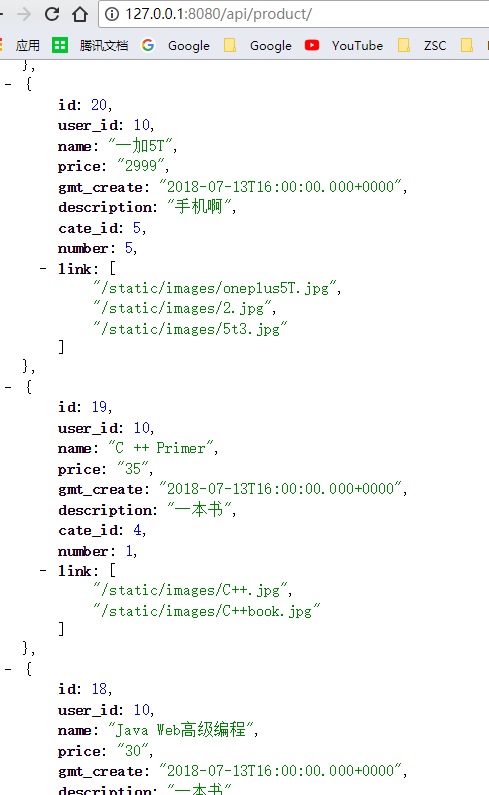 127.0.0.1:8080/api/product/
应用 腾讯文档 Google Google YouTube ZSC
},
- {
id: 20,
user_id: 10,
name: "一加5T",
price: "2999",
gmt_create: "2018-07-13T16:00:00.000+0000",
description: "手机啊",
cate_id: 5,
number: 5,
- link: [
"/static/images/oneplus5T.jpg",
"/static/images/2.jpg",
"/static/images/5t3.jpg"
]
},
- {
id: 19,
user_id: 10,
name: "C ++ Primer",
price: "35",
gmt_create: "2018-07-13T16:00:00.000+0000",
description: "一本书",
cate_id: 4,
number: 1,
- link: [
"/static/images/C++.jpg",
"/static/images/C++book.jpg"
]
},
- {
id: 18,
user_id: 10,
name: "Java Web高级编程",
price: "30",
gmt_create: "2018-07-13T16:00:00.000+0000",
description: "一本书"